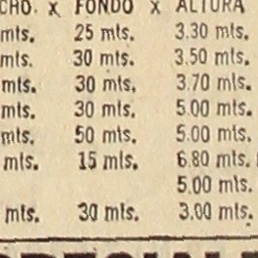 CHO. x FONDO x ALTURA
mts. 25 mts. 3.30 mts.
mts. 30 mts. 3.50 mts.
mts. 30 mts. 3.70 mts.
mts. 30 mts. 5.00 mts.
mts. 50 mts. 5.00 mts.
mts. 15 mts. 6.80 mts.
5.00 mts.
mts. 30 mts. 3.00 mts.